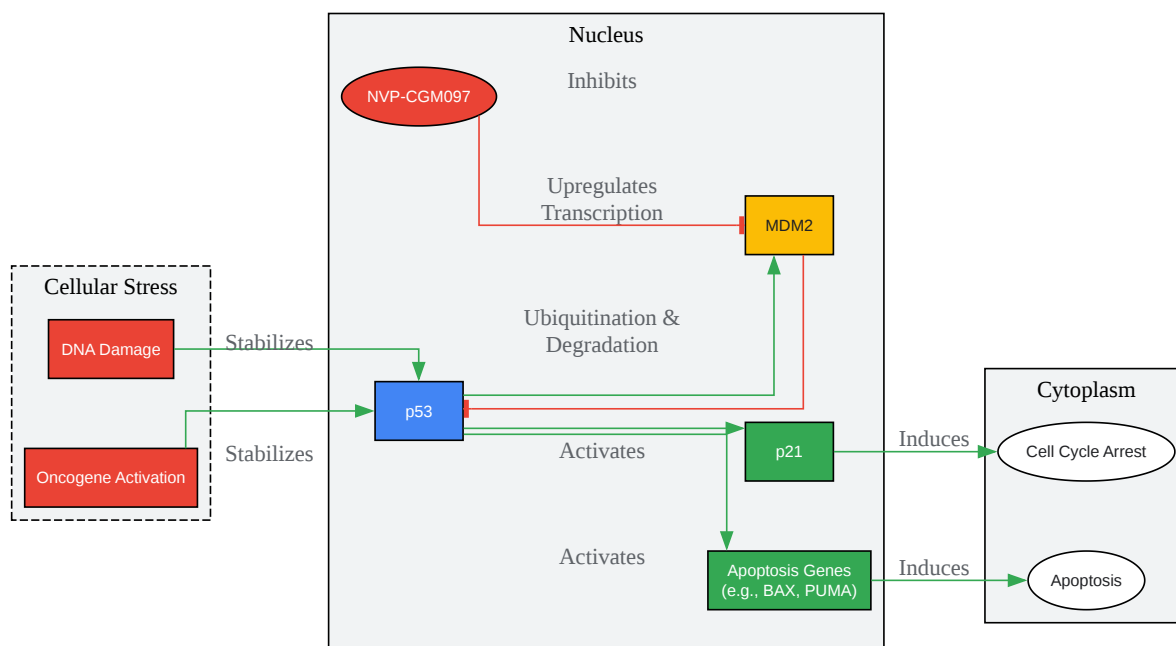 Nucleus
NVP-CGM097
Inhibits
Upregulates
Transcription
MDM2
Cellular Stress
DNA Damage
Stabilizes
Ubiquitination &
Degradation
p53
Oncogene Activation
Stabilizes
Activates
p21
Induces
Cytoplasm
Cell Cycle Arrest
Activates
Apoptosis Genes
(e.g., BAX, PUMA)
Induces
Apoptosis